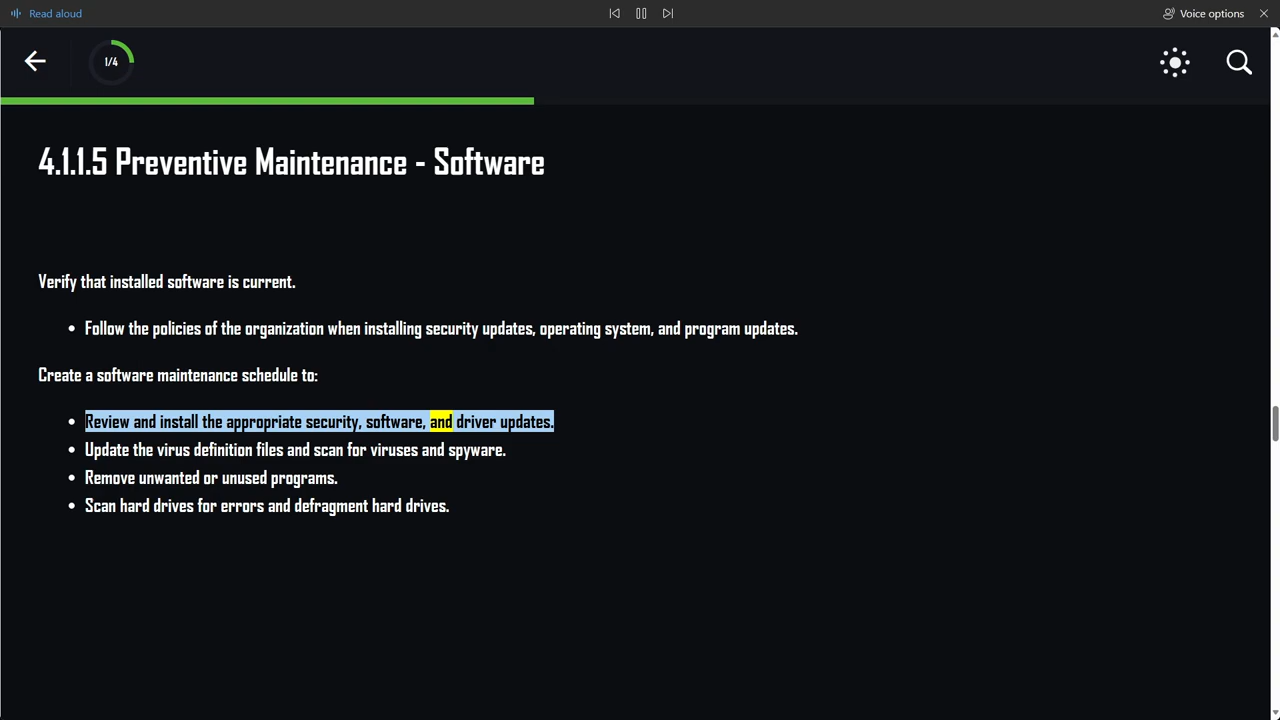 Read aloud
Voice options
1/4
4.1.1.5 Preventive Maintenance - Software
Verify that installed software is current.
• Follow the policies of the organization when installing security updates, operating system, and program updates.
Create a software maintenance schedule to:
• Review and install the appropriate security, software, and driver updates.
• Update the virus definition files and scan for viruses and spyware.
• Remove unwanted or unused programs.
• Scan hard drives for errors and defragment hard drives.